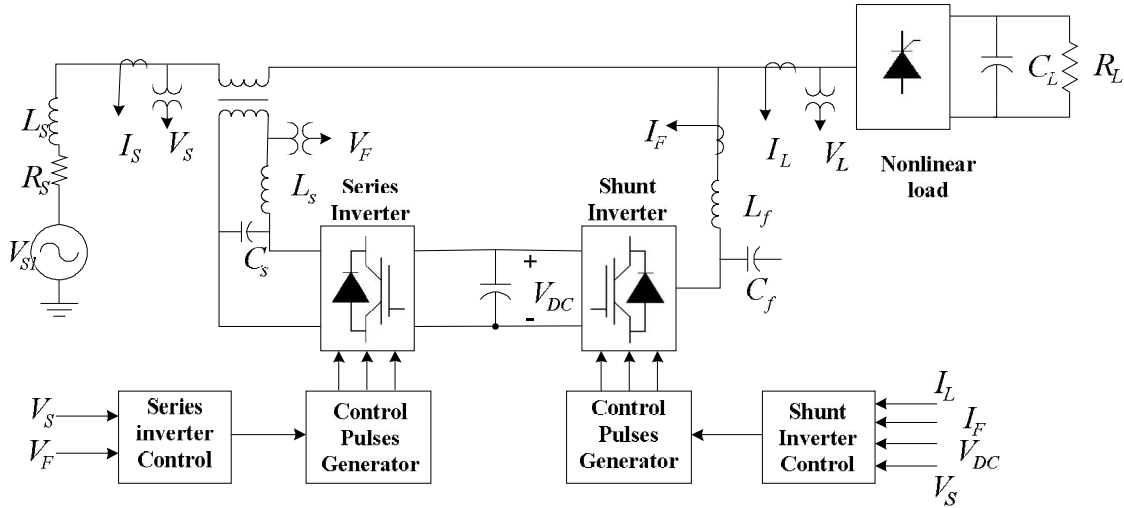 L_S
R_S
V_S1
I_S
V_S
V_F
L_s
C_s
Series
Inverter
Shunt
Inverter
+
V_DC
-
I_F
L_f
C_f
I_L
V_L
Nonlinear
load
C_L
R_L
V_S
V_F
Series
inverter
Control
Control
Pulses
Generator
Control
Pulses
Generator
Shunt
Inverter
Control
I_L
I_F
V_DC
V_S